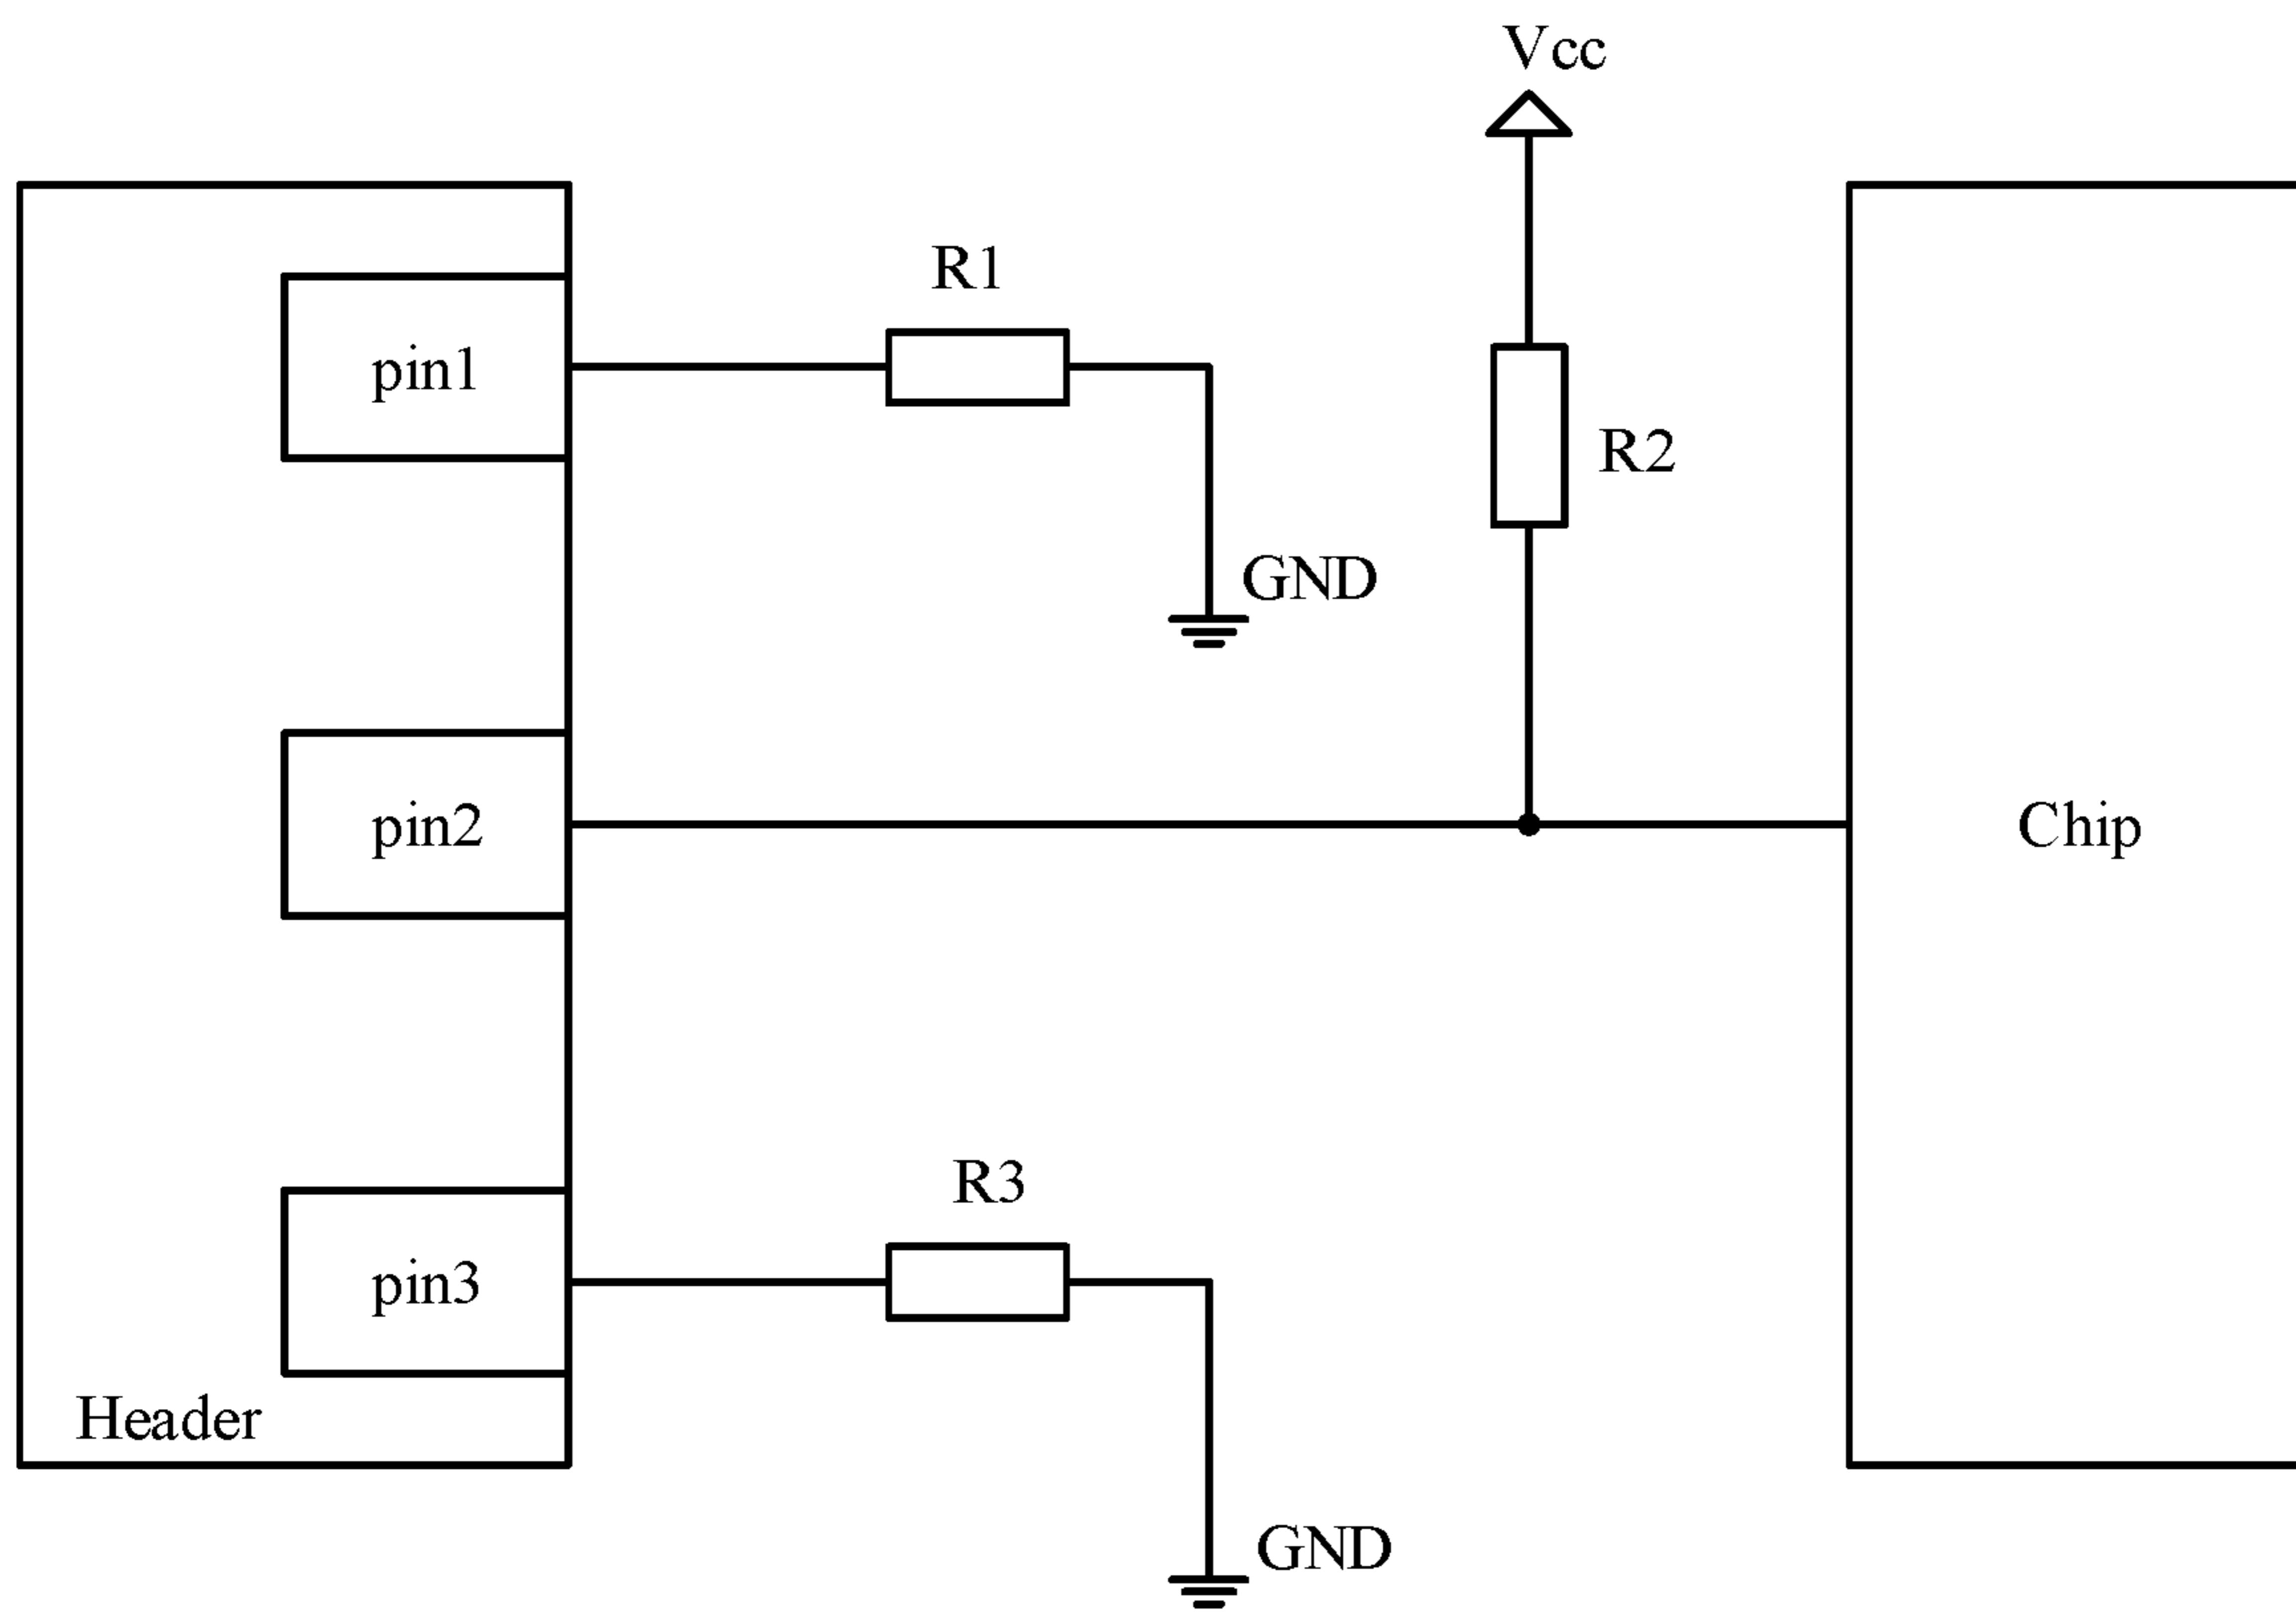 Vcc
R1
pin1
R2
GND
pin2
Chip
R3
pin3
Header
GND